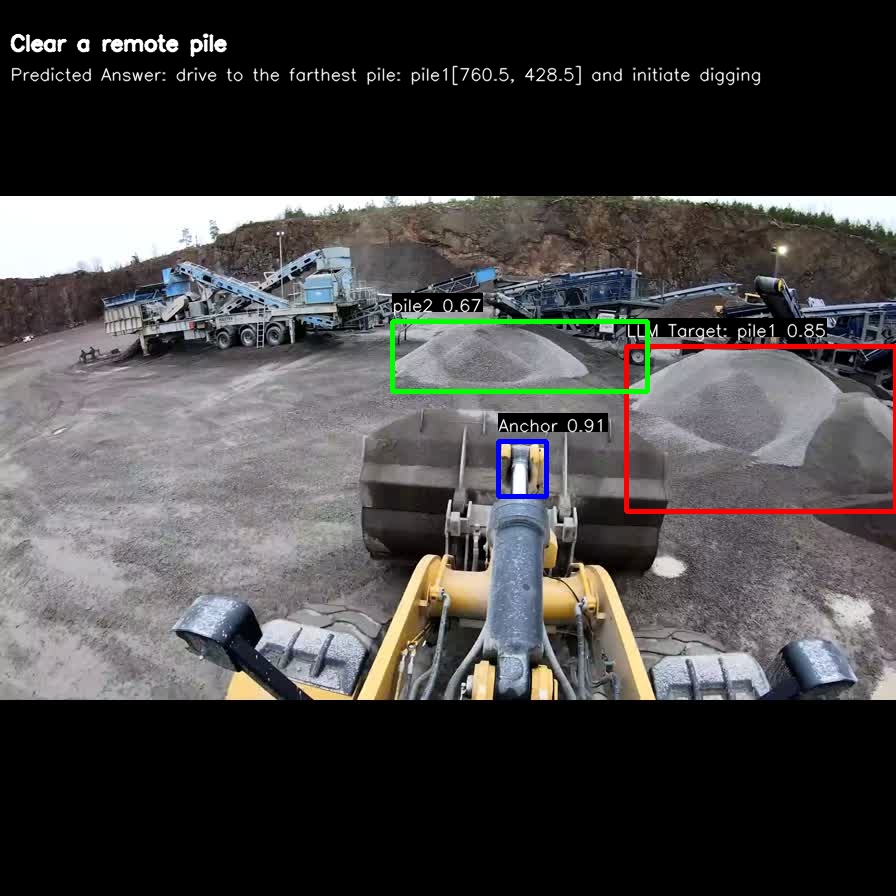 Clear a remote pile
Predicted Answer: drive to the farthest pile: pile1[760.5, 428.5] and initiate digging
pile2 0.67
LLM Target: pile1 0.85
Anchor 0.91